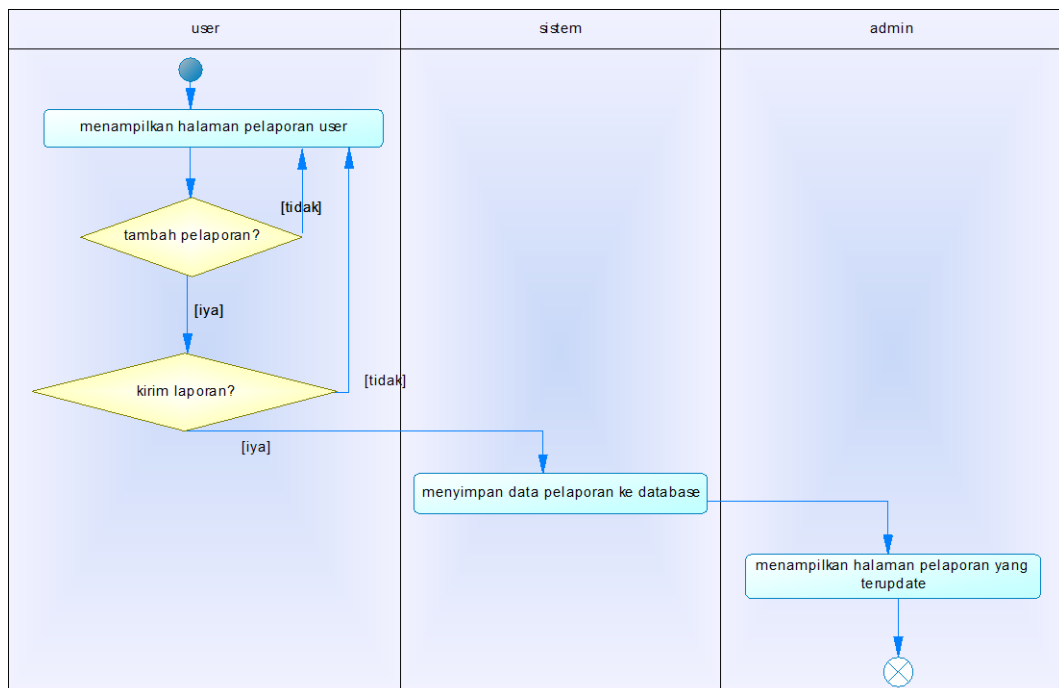 user
sistem
admin
menampilkan halaman pelaporan user
[tidak]
tambah pelaporan?
[iya]
kirim laporan?
[tidak]
[iya]
menyimpan data pelaporan ke database
menampilkan halaman pelaporan yang
terupdate